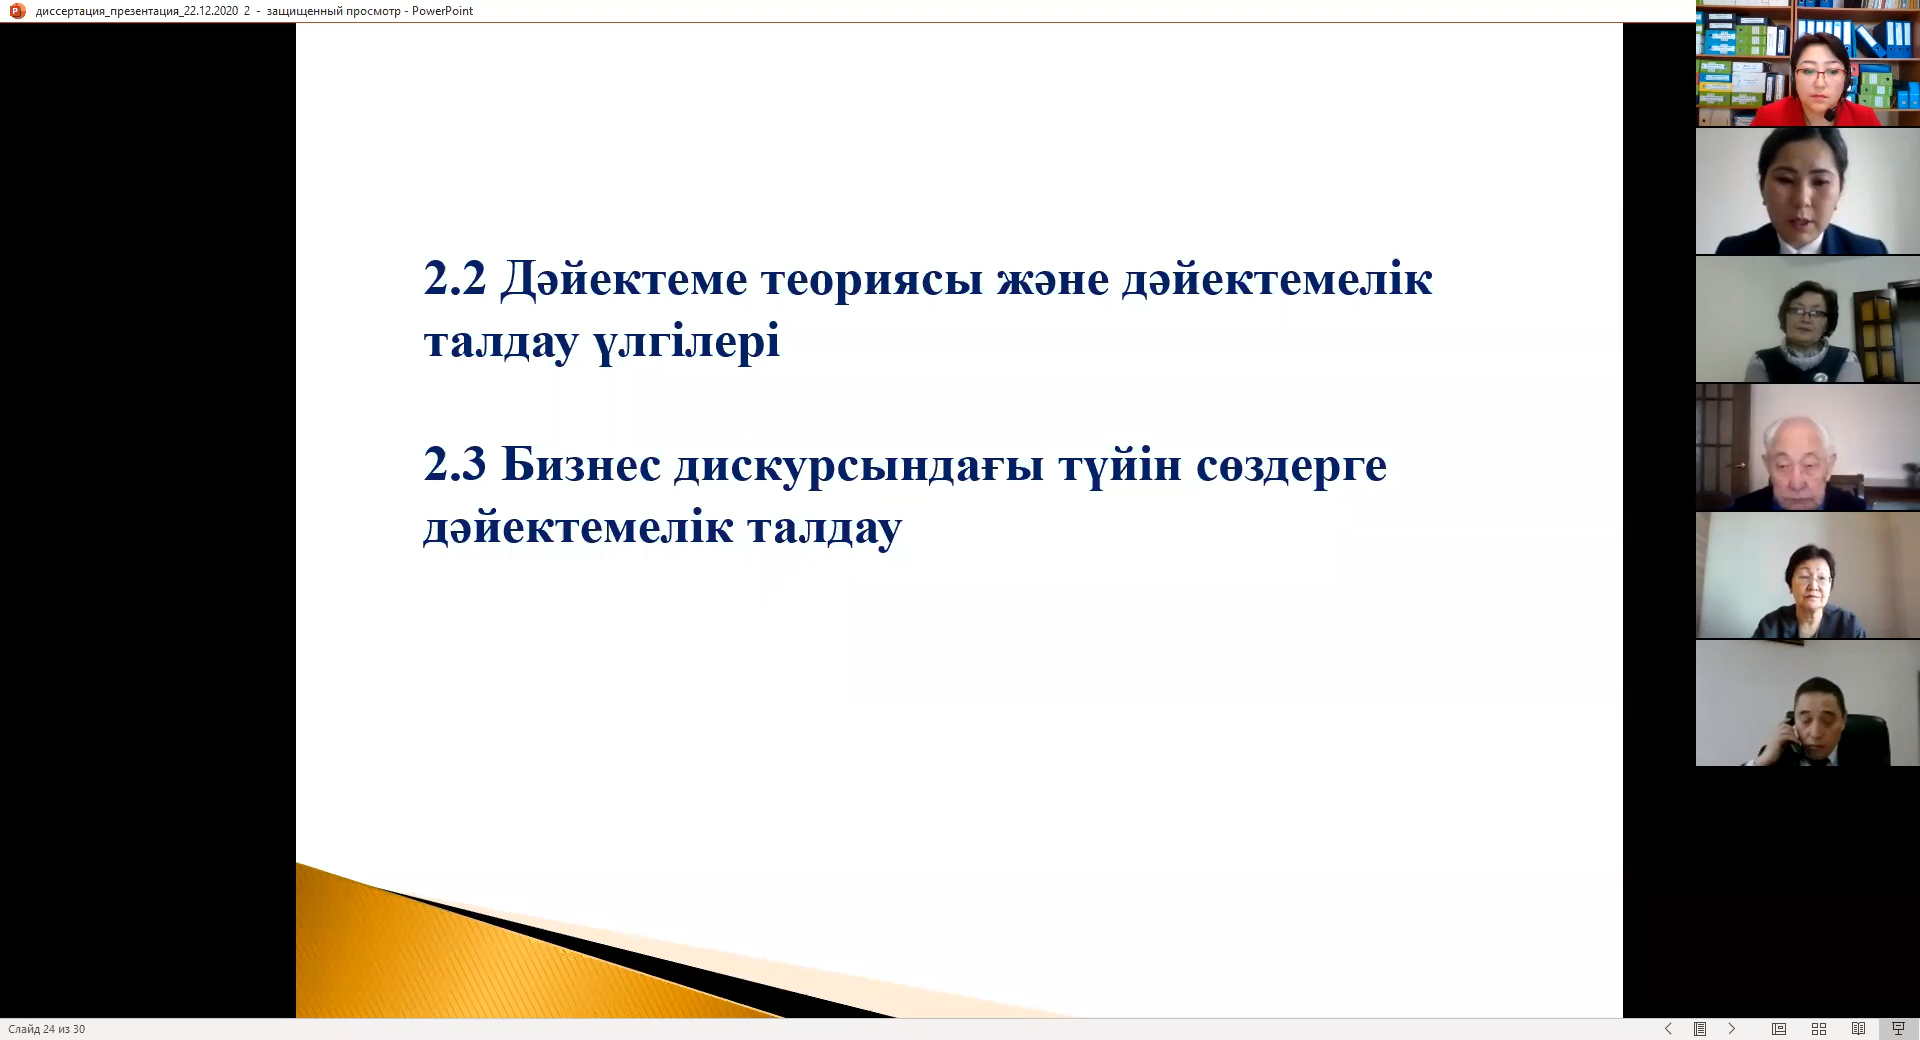 диссертация_презентация_22.12.2020 2 - защищенный просмотр - PowerPoint
2.2 Дәйектеме теориясы және дәйектемелік
талдау үлгілері
2.3 Бизнес дискурсындағы түйін сөздерге
дәйектемелік талдау
Слайд 24 из 30